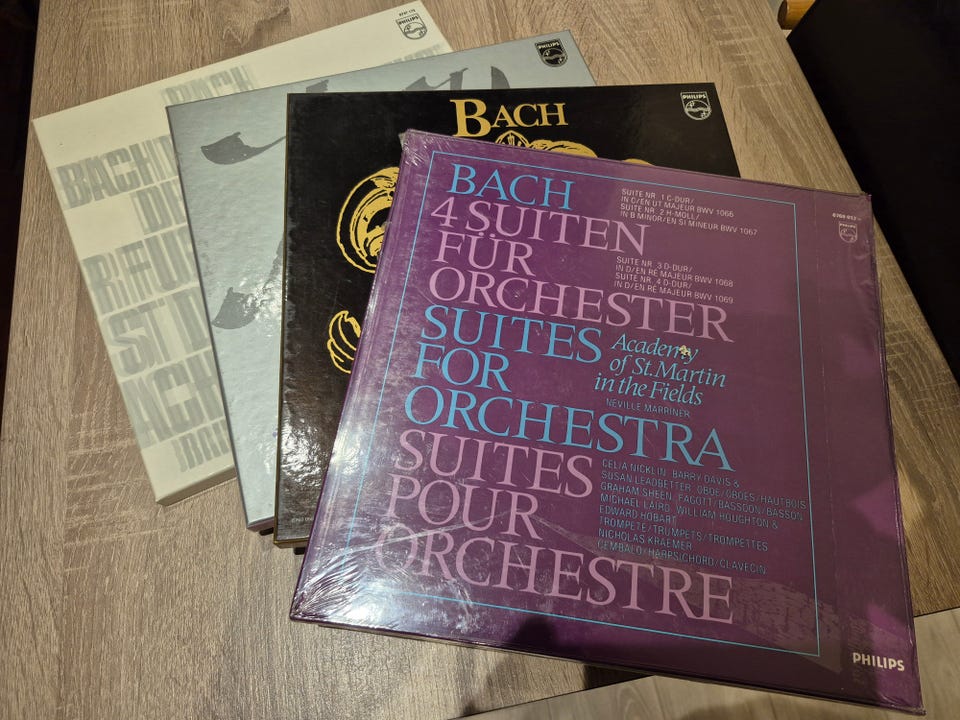 BACH
4 SUITEN
FÜR
ORCHESTER
SUITES
FOR
ORCHESTRA
SUITES
POUR
ORCHESTRE
SUITE NR. 1 C-DUR/
IN C/EN UT MAJEUR BWV 1066
SUITE NR. 2 H-MOLL/
IN B MINOR/EN SI MINEUR BWV 1067
SUITE NR. 3 D-DUR/
IN D/EN RÉ MAJEUR BWV 1068
SUITE NR. 4 D-DUR/
IN D/EN RÉ MAJEUR BWV 1069
Academy
of St. Martin
in the Fields
NEVILLE MARRINER
CELIA NICKLIN, BARRY DAVIS &
SUSAN LEADBETTER, OBOE/OBOES/HAUTBOIS
GRAHAM SHEEN, FAGOTT/BASSOON/BASSON
MICHAEL LAIRD, WILLIAM HOUGHTON &
EDWARD HOBART
TROMPETE/TRUMPETS/TROMPETTES
NICHOLAS KRAEMER
CEMBALO/HARPSICHORD/CLAVECIN
PHILIPS
PHILIPS
BACH
PHILIPS
PHILIPS
PHILIPS
BACH